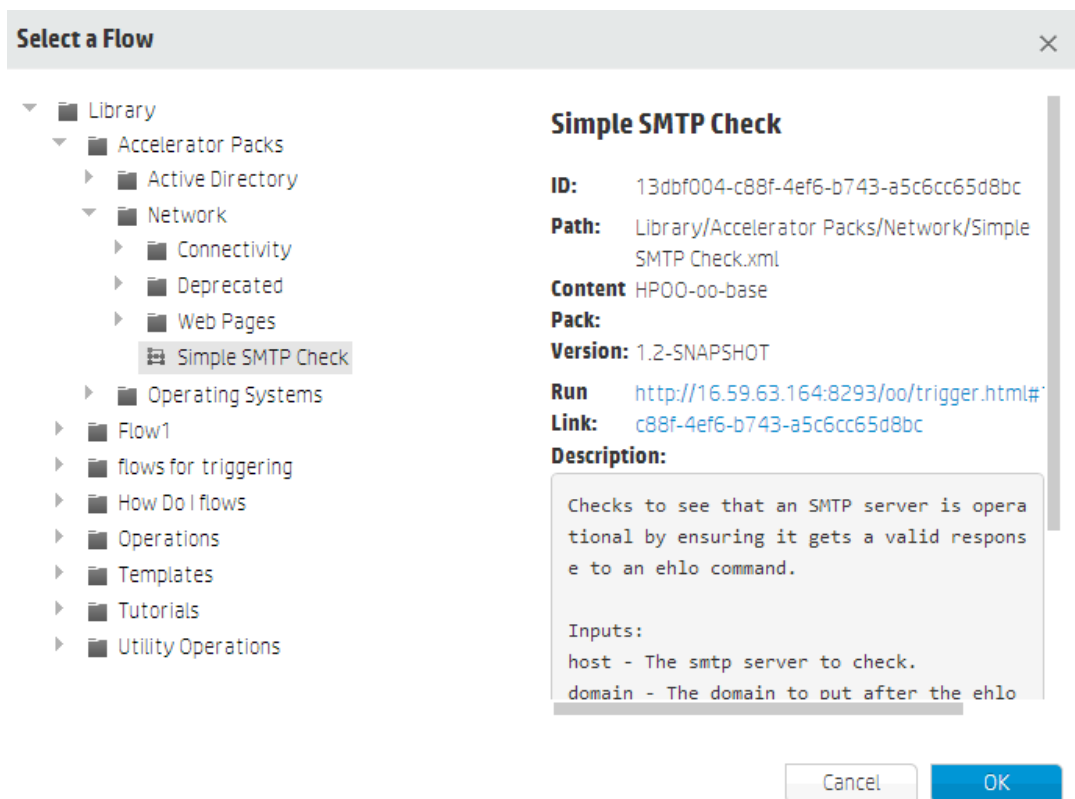 Select a Flow
Library
Accelerator Packs
Active Directory
Network
Connectivity
Deprecated
Web Pages
Simple SMTP Check
Operating Systems
Flow1
flows for triggering
How Do I flows
Operations
Templates
Tutorials
Utility Operations
Simple SMTP Check
ID: 13dbf004-c88f-4ef6-b743-a5c6cc65d8bc
Path: Library/Accelerator Packs/Network/Simple
SMTP Check.xml
Content HPOO-oo-base
Pack:
Version: 1.2-SNAPSHOT
Run http://16.59.63.164:8293/oo/trigger.html#
Link: c88f-4ef6-b743-a5c6cc65d8bc
Description:
Checks to see that an SMTP server is opera
tional by ensuring it gets a valid respons
e to an ehlo command.
Inputs:
host - The smtp server to check.
domain - The domain to put after the ehlo
Cancel OK